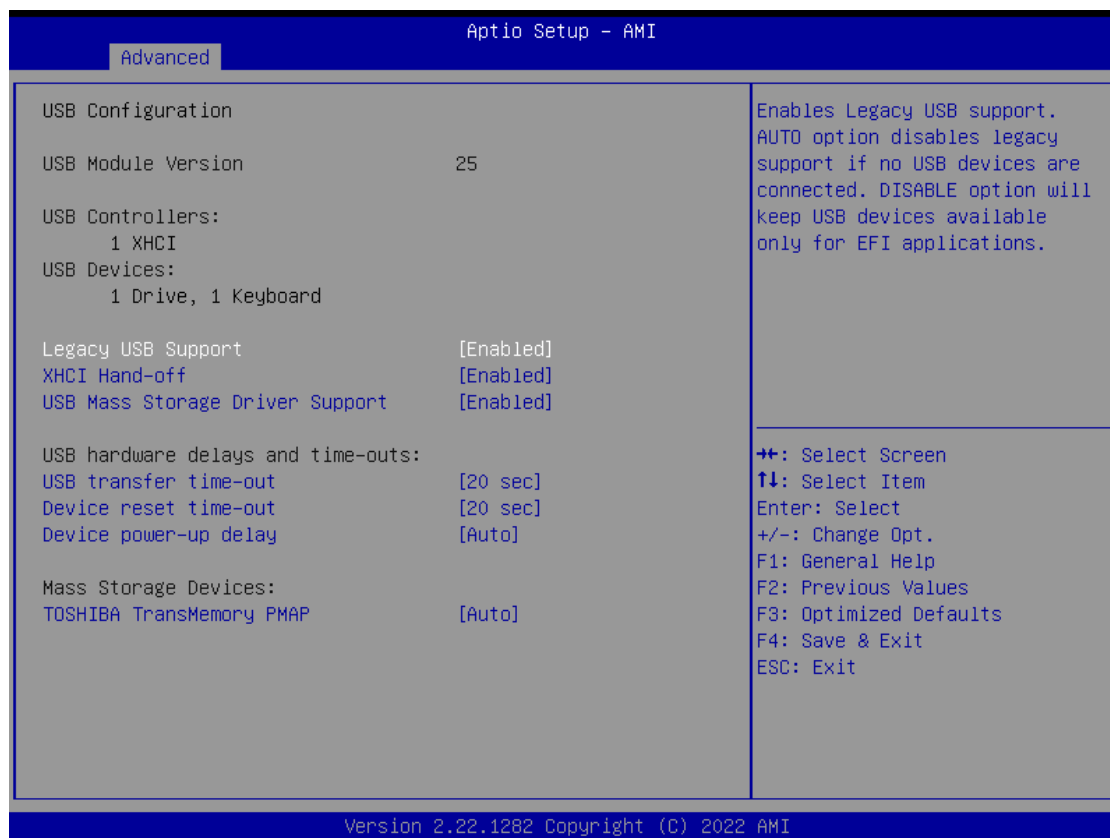 Aptio Setup – AMI
Advanced
USB Configuration
USB Module Version 25
USB Controllers:
1 XHCI
USB Devices:
1 Drive, 1 Keyboard
Legacy USB Support [Enabled]
XHCI Hand-off [Enabled]
USB Mass Storage Driver Support [Enabled]
USB hardware delays and time-outs:
USB transfer time-out [20 sec]
Device reset time-out [20 sec]
Device power-up delay [Auto]
Mass Storage Devices:
TOSHIBA TransMemory PMAP [Auto]
Enables Legacy USB support.
AUTO option disables legacy
support if no USB devices are
connected. DISABLE option will
keep USB devices available
only for EFI applications.
→←: Select Screen
↑↓: Select Item
Enter: Select
+/-: Change Opt.
F1: General Help
F2: Previous Values
F3: Optimized Defaults
F4: Save & Exit
ESC: Exit
Version 2.22.1282 Copyright (C) 2022 AMI